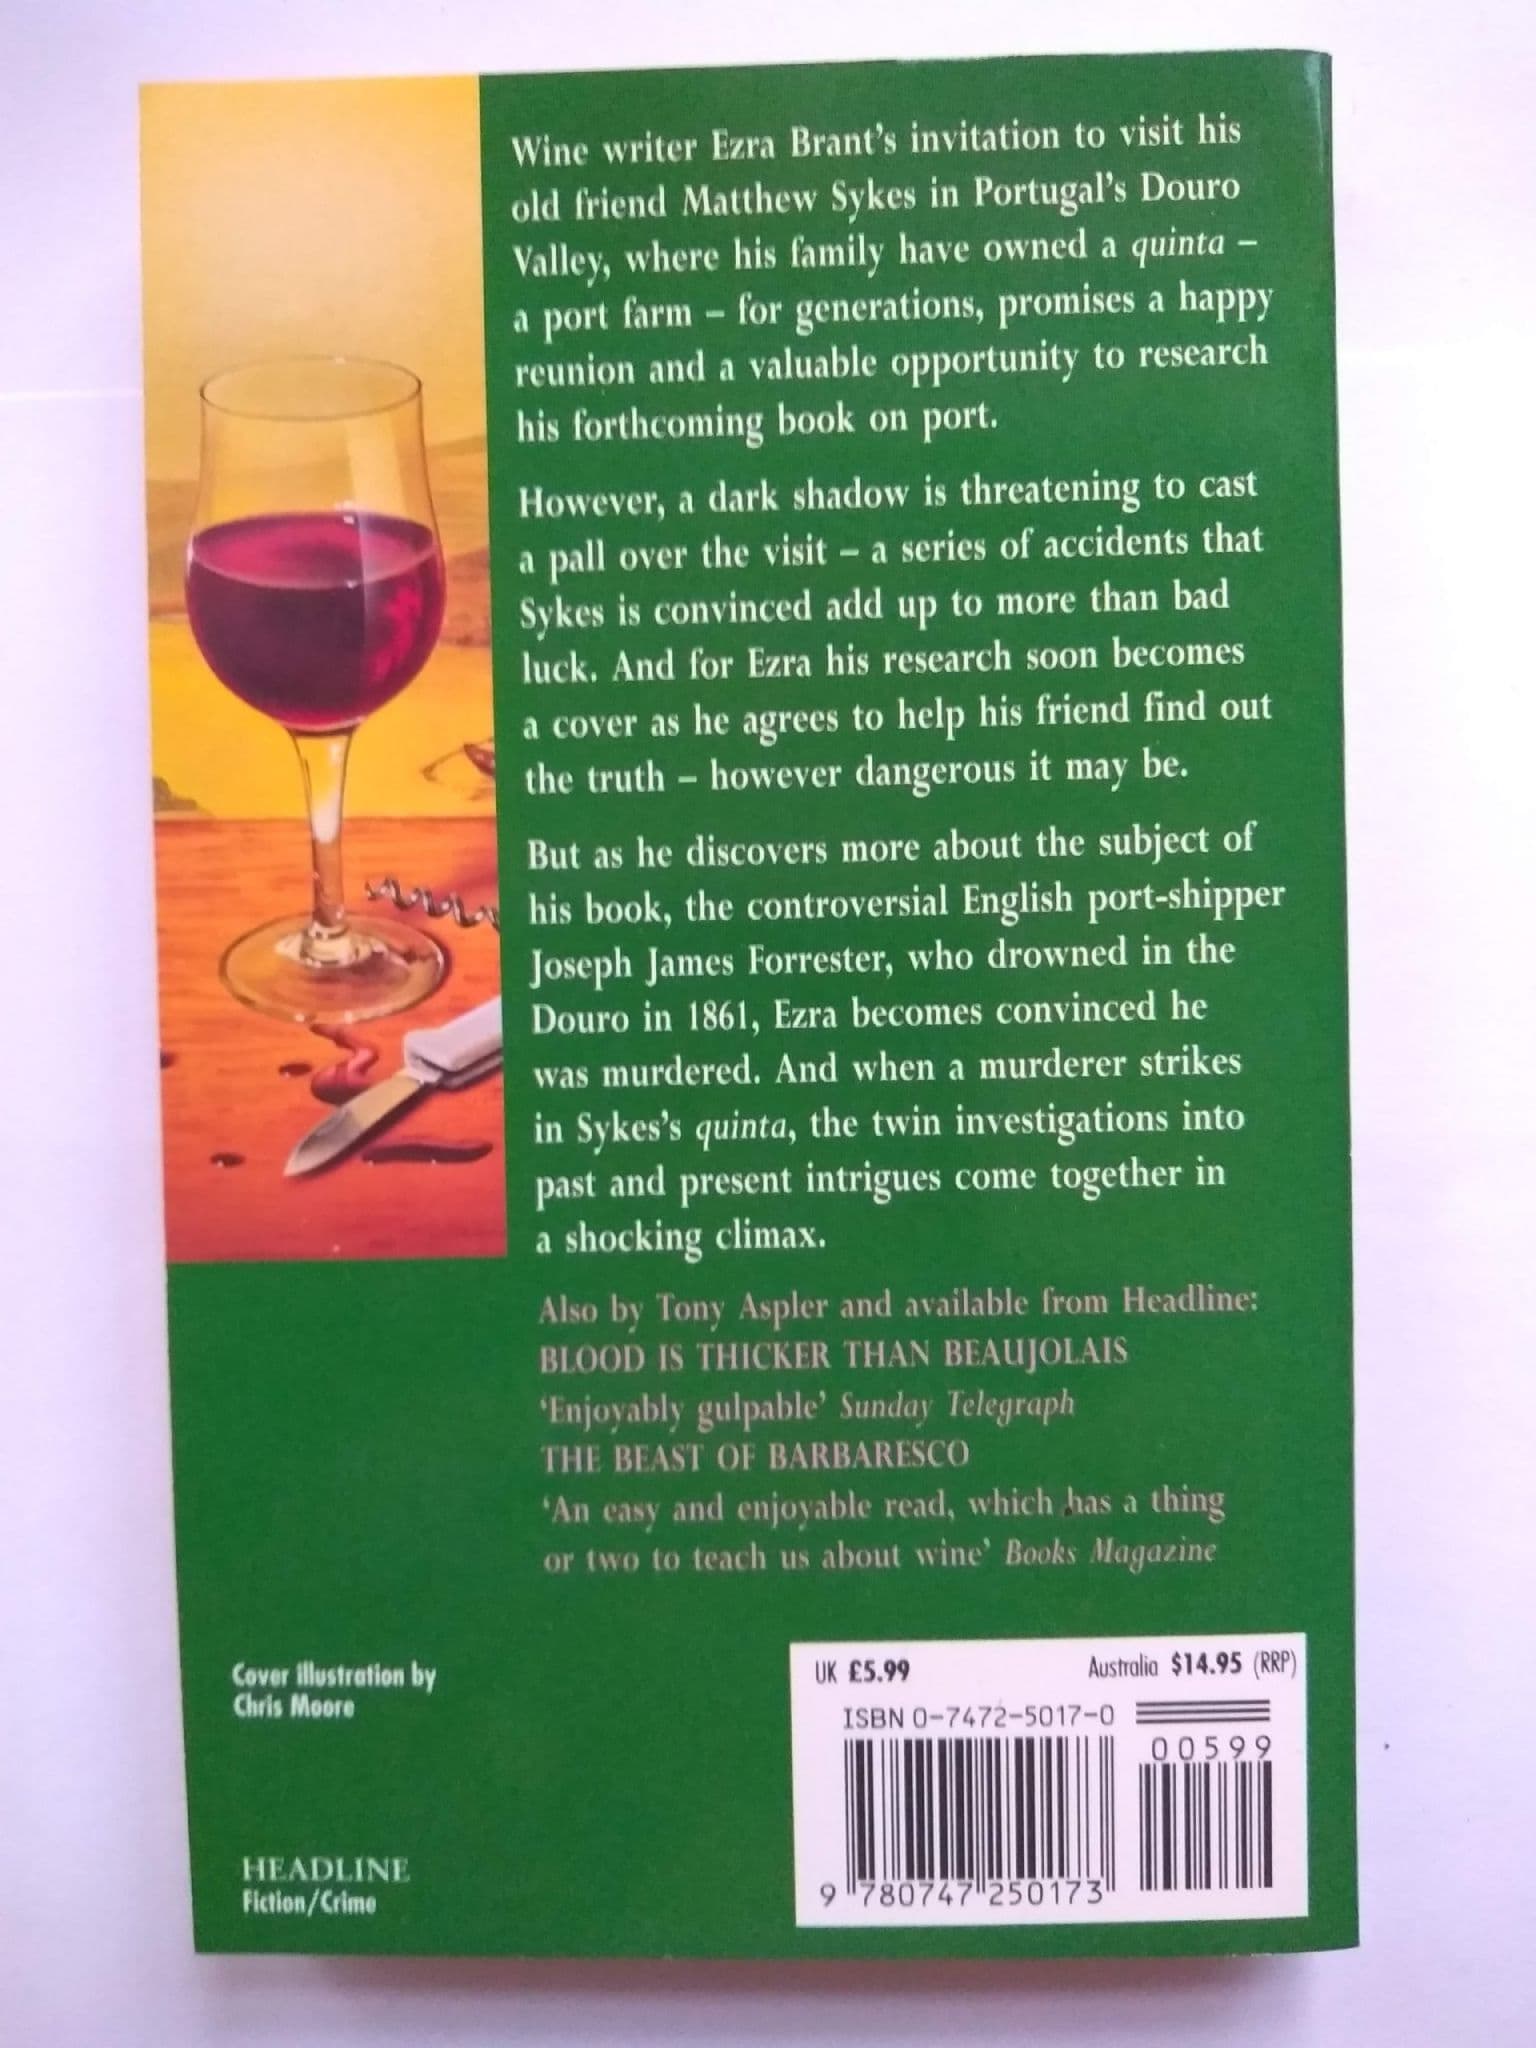 Wine writer Ezra Brant's invitation to visit his
old friend Matthew Sykes in Portugal's Douro
Valley, where his family have owned a quinta –
a port farm – for generations, promises a happy
reunion and a valuable opportunity to research
his forthcoming book on port.
However, a dark shadow is threatening to cast
a pall over the visit – a series of accidents that
Sykes is convinced add up to more than bad
luck. And for Ezra his research soon becomes
a cover as he agrees to help his friend find out
the truth – however dangerous it may be.
But as he discovers more about the subject of
his book, the controversial English port-shipper
Joseph James Forrester, who drowned in the
Douro in 1861, Ezra becomes convinced he
was murdered. And when a murderer strikes
in Sykes's quinta, the twin investigations into
past and present intrigues come together in
a shocking climax.
Also by Tony Aspler and available from Headline:
BLOOD IS THICKER THAN BEAUJOLAIS
'Enjoyably gulpable' Sunday Telegraph
THE BEAST OF BARBARESCO
'An easy and enjoyable read, which has a thing
or two to teach us about wine' Books Magazine
Cover illustration by
Chris Moore
HEADLINE
Fiction/Crime
UK £5.99 Australia $14.95 (RRP)
ISBN 0-7472-5017-0
00599
9 780747 250173